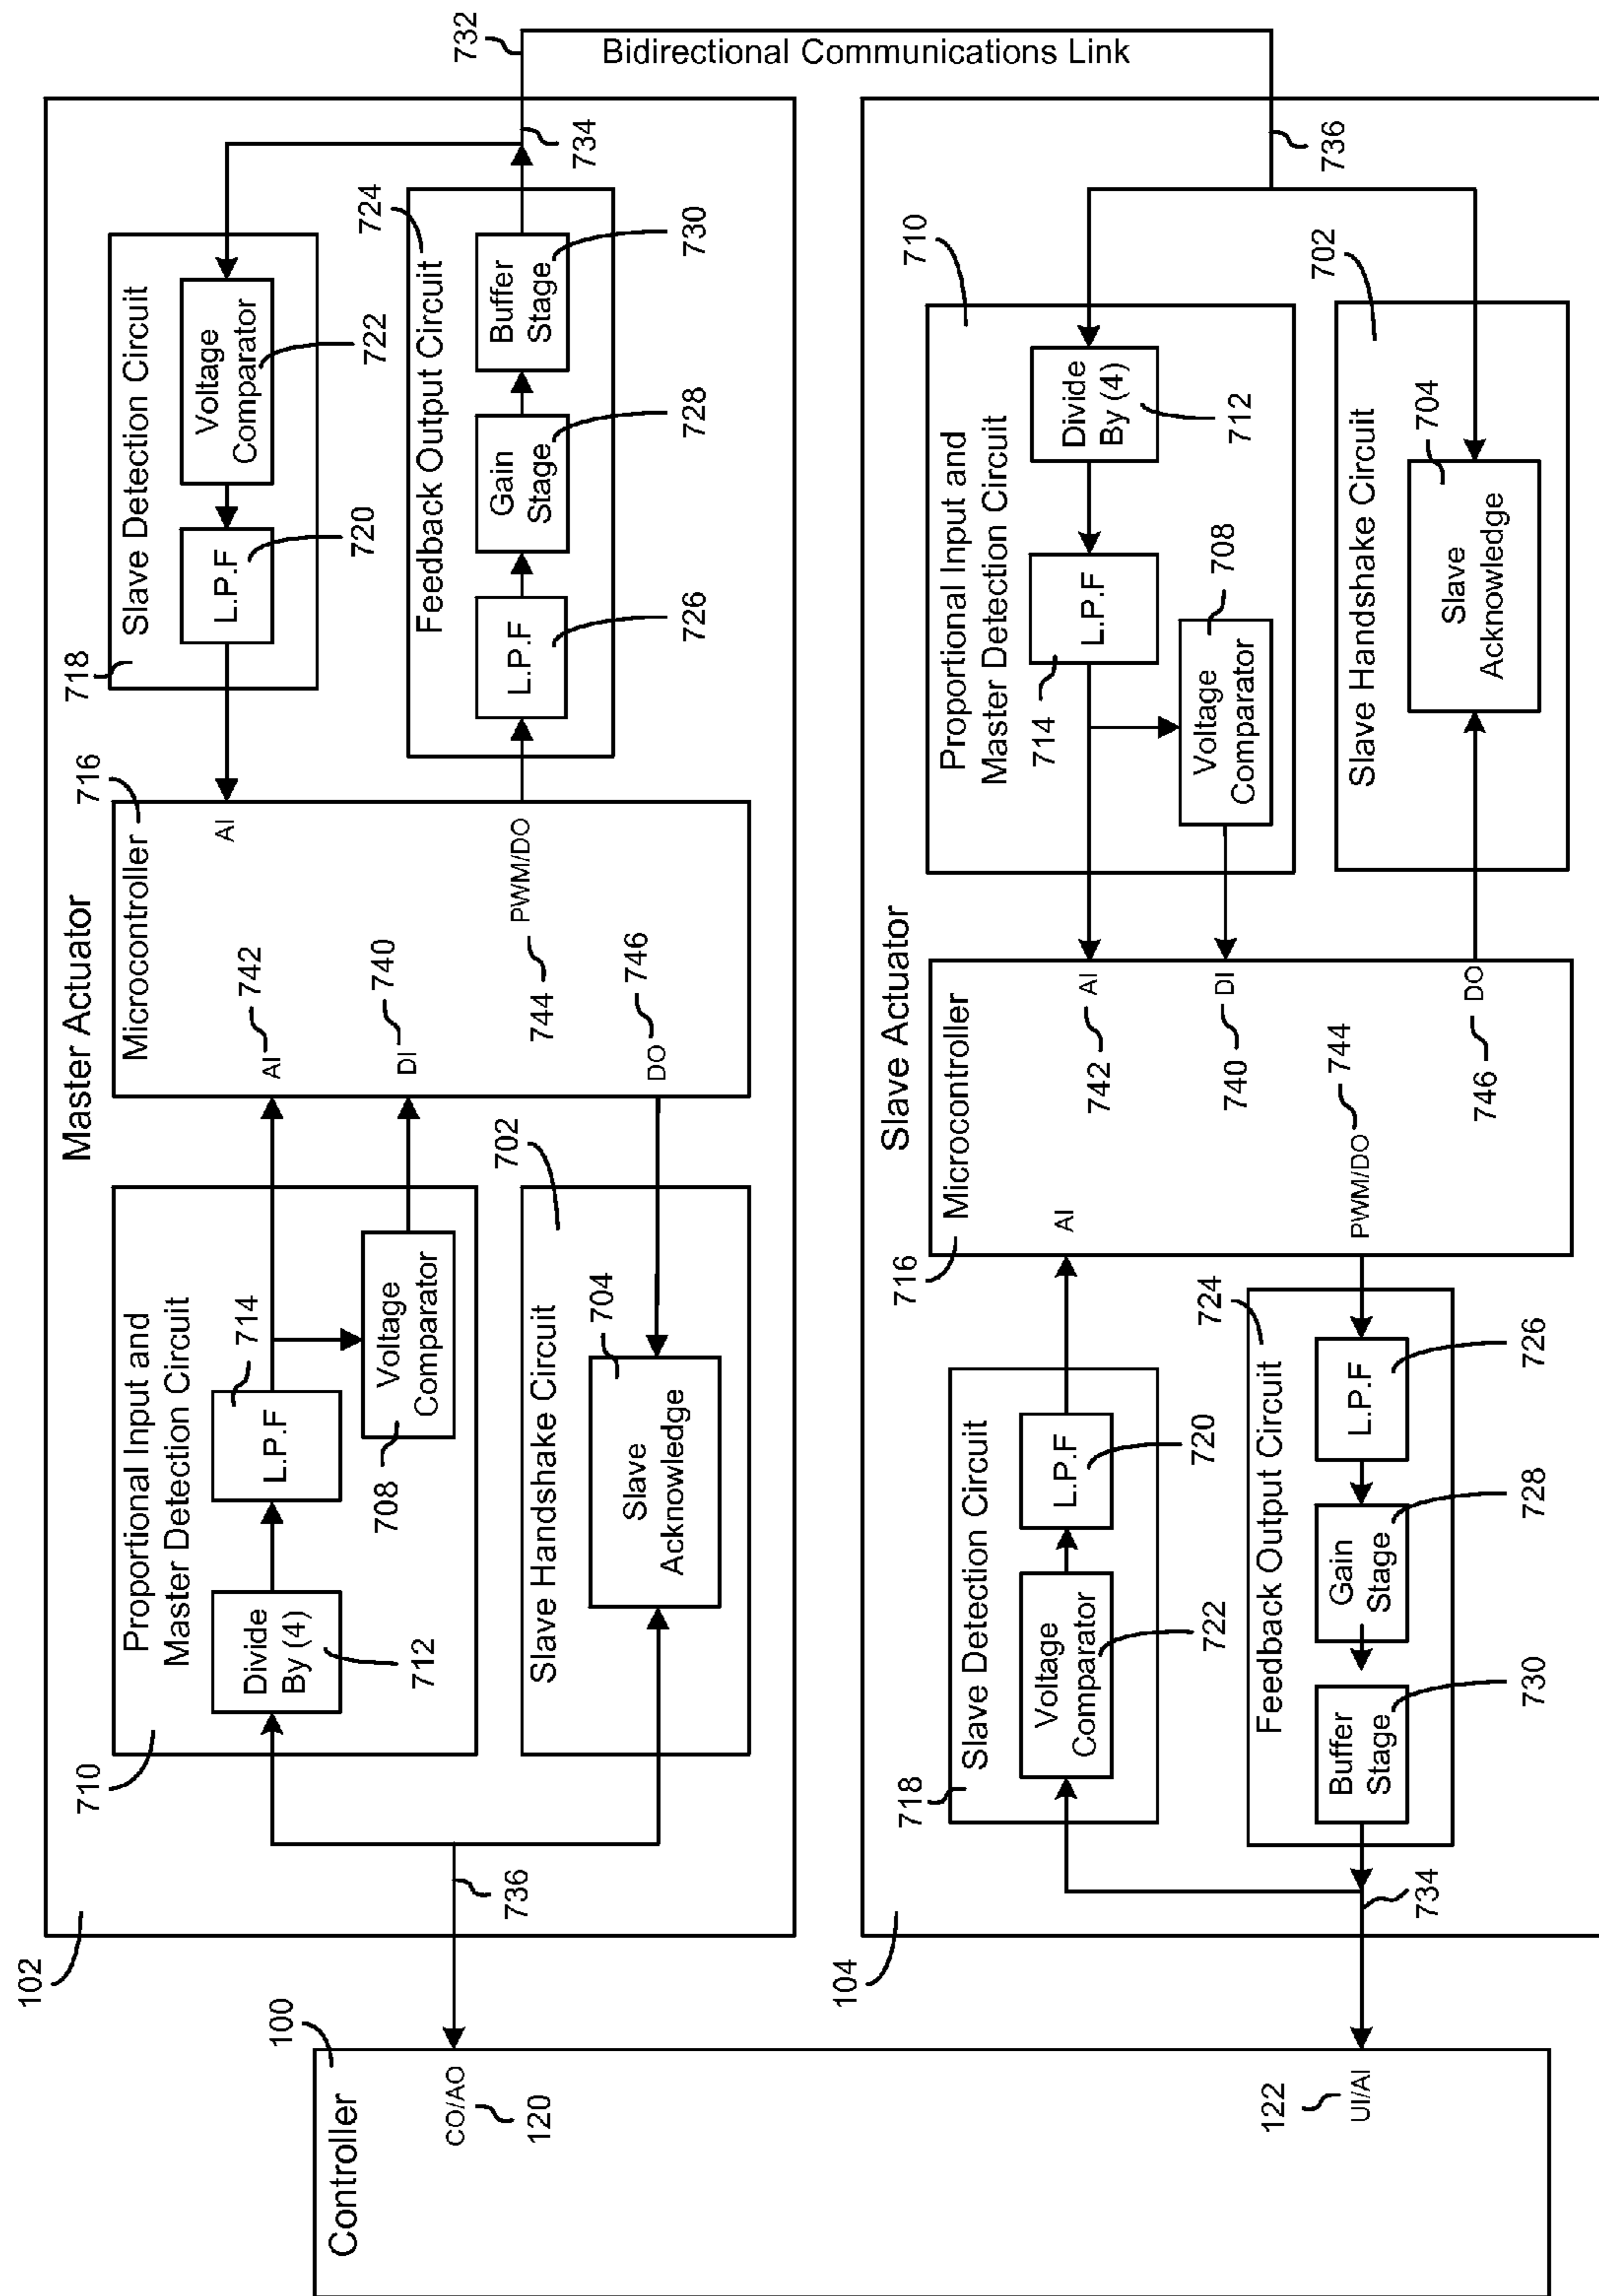 732
Bidirectional Communications Link
102
Master Actuator
710
Proportional Input and
Master Detection Circuit
Divide
By (4)
712
L.P.F
714
Voltage
Comparator
708
702
Slave Handshake Circuit
Slave
Acknowledge
704
736
716
Microcontroller
AI
742
DI
740
AI
PWM/DO
744
DO
746
718
Slave Detection Circuit
L.P.F
720
Voltage
Comparator
722
Feedback Output Circuit
724
L.P.F
726
Gain
Stage
728
Buffer
Stage
730
734
100
Controller
CO/AO
120
UI/AI
122
104
Slave Actuator
718
Slave Detection Circuit
Voltage
Comparator
722
L.P.F
720
724
Feedback Output Circuit
Buffer
Stage
730
Gain
Stage
728
L.P.F
726
734
716
Microcontroller
AI
AI
742
DI
740
PWM/DO
744
DO
746
710
Proportional Input and
Master Detection Circuit
714
L.P.F
Divide
By (4)
712
Voltage
Comparator
708
702
Slave Handshake Circuit
Slave
Acknowledge
704
736